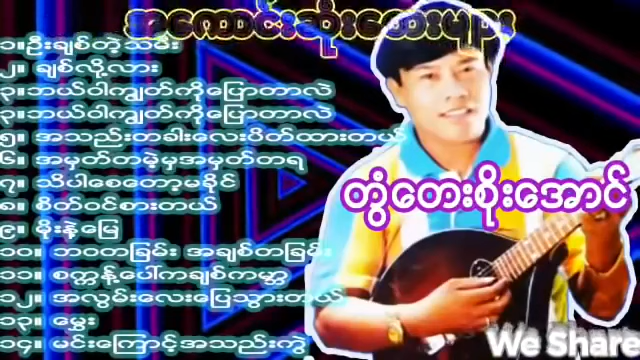 အကောင်းဆုံးတေးများ
၁။ဦးချစ်တဲ့သမီး
၂။ ချစ်လို့လား
၃။ဘယ်ဝါကျွတ်ကိုပြောတာလဲ
၃။ဘယ်ဝါကျွတ်ကိုပြောတာလဲ
၅။ အသည်းတခါးလေးပိတ်ထားတယ်
၆။ အမှတ်တမဲ့မှအမှတ်တရ
၇။ သိပါစေတော့မခိုင်
၈။ စိတ်ဝင်စားတယ်
၉။ မိုးနဲ့မြေ
၁၀။ ဘဝတခြမ်း အချစ်တခြမ်း
၁၁။ စက္ကန့်ပေါ်ကချစ်ကမ္ဘာ
၁၂။ အလွမ်းလေးပြေသွားတယ်
၁၃။ မွှေး
၁၄။ မင်းကြောင့်အသည်းကွဲ
တွံတေးစိုးအောင်
We Share